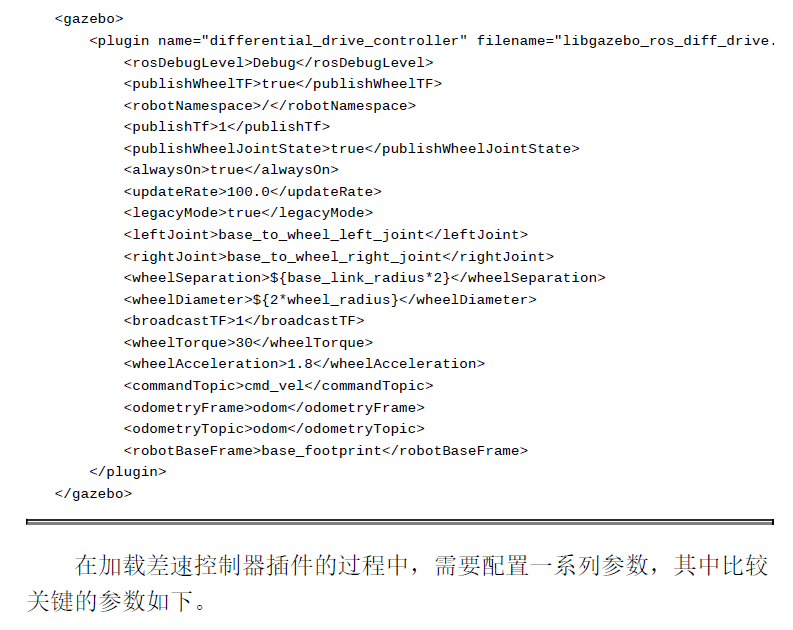 <gazebo>
<plugin name="differential_drive_controller" filename="libgazebo_ros_diff_drive.
<rosDebugLevel>Debug</rosDebugLevel>
<publishWheelTF>true</publishWheelTF>
<robotNamespace>/</robotNamespace>
<publishTf>1</publishTf>
<publishWheelJointState>true</publishWheelJointState>
<alwaysOn>true</alwaysOn>
<updateRate>100.0</updateRate>
<legacyMode>true</legacyMode>
<leftJoint>base_to_wheel_left_joint</leftJoint>
<rightJoint>base_to_wheel_right_joint</rightJoint>
<wheelSeparation>${base_link_radius*2}</wheelSeparation>
<wheelDiameter>${2*wheel_radius}</wheelDiameter>
<broadcastTF>1</broadcastTF>
<wheelTorque>30</wheelTorque>
<wheelAcceleration>1.8</wheelAcceleration>
<commandTopic>cmd_vel</commandTopic>
<odometryFrame>odom</odometryFrame>
<odometryTopic>odom</odometryTopic>
<robotBaseFrame>base_footprint</robotBaseFrame>
</plugin>
</gazebo>
在加载差速控制器插件的过程中，需要配置一系列参数，其中比较
关键的参数如下。